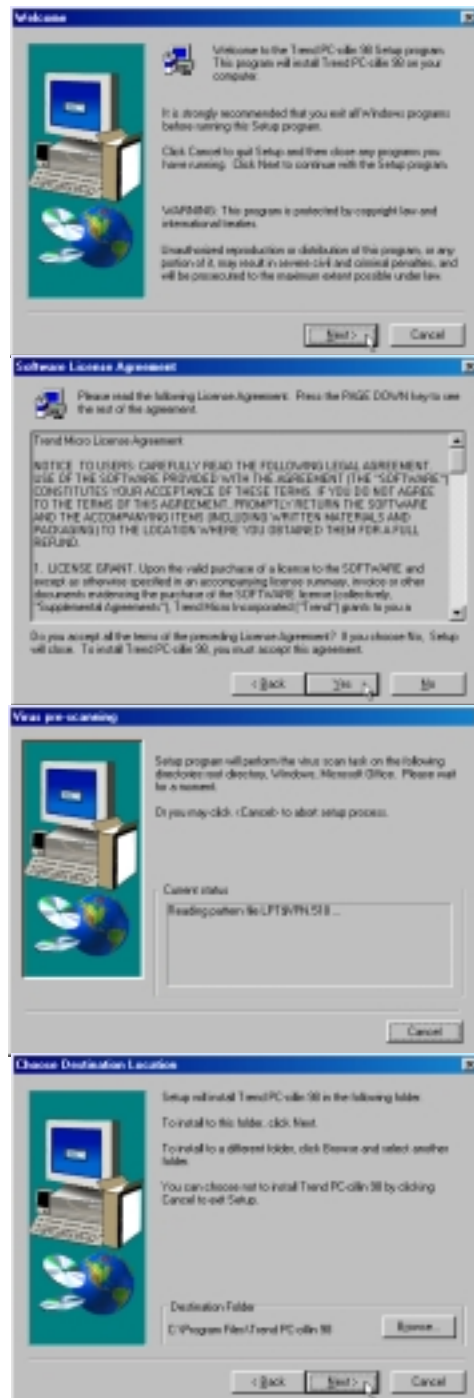 Welcome
Welcome to the Trend PC-cillin 98 Setup program.
This program will install Trend PC-cillin 98 on your
computer.
It is strongly recommended that you exit all Windows programs
before running this Setup program.
Click Cancel to quit Setup and then close any programs you
have running. Click Next to continue with the Setup program.
WARNING: This program is protected by copyright law and
international treaties.
Unauthorized reproduction or distribution of this program, or any
portion of it, may result in severe civil and criminal penalties, and
will be prosecuted to the maximum extent possible under law.
Next >
Cancel
Software License Agreement
Please read the following License Agreement. Press the PAGE DOWN key to see
the rest of the agreement.
Trend Micro License Agreement
NOTICE TO USERS: CAREFULLY READ THE FOLLOWING LEGAL AGREEMENT.
USE OF THE SOFTWARE PROVIDED WITH THE AGREEMENT (THE "SOFTWARE")
CONSTITUTES YOUR ACCEPTANCE OF THESE TERMS. IF YOU DO NOT AGREE
TO THE TERMS OF THIS AGREEMENT, PROMPTLY RETURN THE SOFTWARE
AND THE ACCOMPANYING ITEMS (INCLUDING WRITTEN MATERIALS AND
PACKAGING) TO THE LOCATION WHERE YOU OBTAINED THEM FOR A FULL
REFUND.
1. LICENSE GRANT. Upon the valid purchase of a license to the SOFTWARE and
except as otherwise specified in an accompanying license summary, invoice or other
documents evidencing the purchase of the SOFTWARE license (collectively,
"Supplemental Agreements"), Trend Micro Incorporated ("Trend") grants to you a
Do you accept all the terms of the preceding License Agreement? If you choose No, Setup
will close. To install Trend PC-cillin 98, you must accept this agreement.
< Back
Yes
No
Virus pre-scanning
Setup program will perform the virus scan task on the following
directories: root directory, Windows, Microsoft Office. Please wait
for a moment.
Or you may click <Cancel> to abort setup process.
Current status
Reading pattern file LPT$VPN.510 ...
Cancel
Choose Destination Location
Setup will install Trend PC-cillin 98 in the following folder.
To install to this folder, click Next.
To install to a different folder, click Browse and select another
folder.
You can choose not to install Trend PC-cillin 98 by clicking
Cancel to exit Setup.
Destination Folder
C:\Program Files\Trend PC-cillin 98
Browse...
< Back
Next >
Cancel